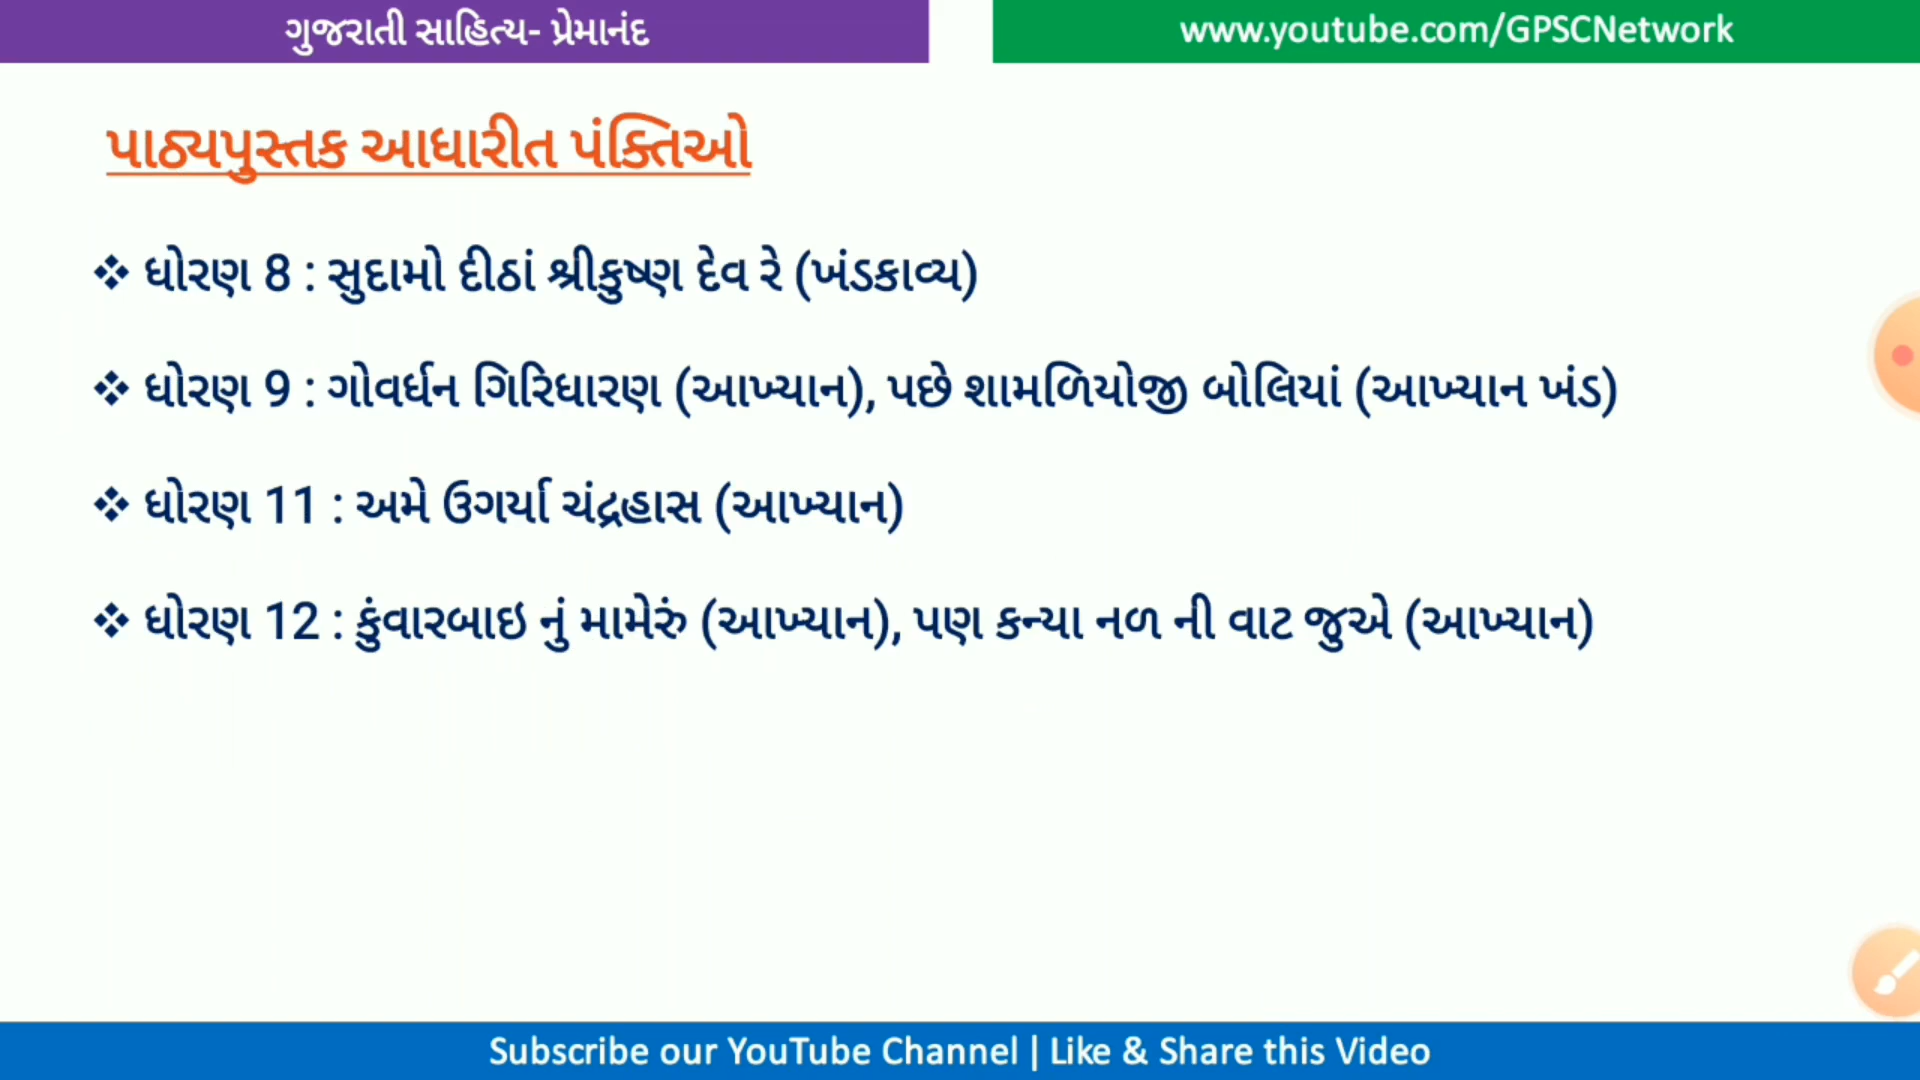 ગુજરાતી સાહિત્ય- પ્રેમાનંદ
www.youtube.com/GPSCNetwork
પાઠ્યપુસ્તક આધારીત પંક્તિઓ
❖ ધોરણ 8 : સુદામો દીઠાં શ્રીકુષ્ણ દેવ રે (ખંડકાવ્ય)
❖ ધોરણ 9 : ગોવર્ધન ગિરિધારણ (આખ્યાન), પછે શામળિયોજી બોલિયાં (આખ્યાન ખંડ)
❖ ધોરણ 11 : અમે ઉગર્યા ચંદ્રહાસ (આખ્યાન)
❖ ધોરણ 12 : કુંવારબાઇ નું મામેરું (આખ્યાન), પણ કન્યા નળ ની વાટ જુએ (આખ્યાન)
Subscribe our YouTube Channel | Like & Share this Video